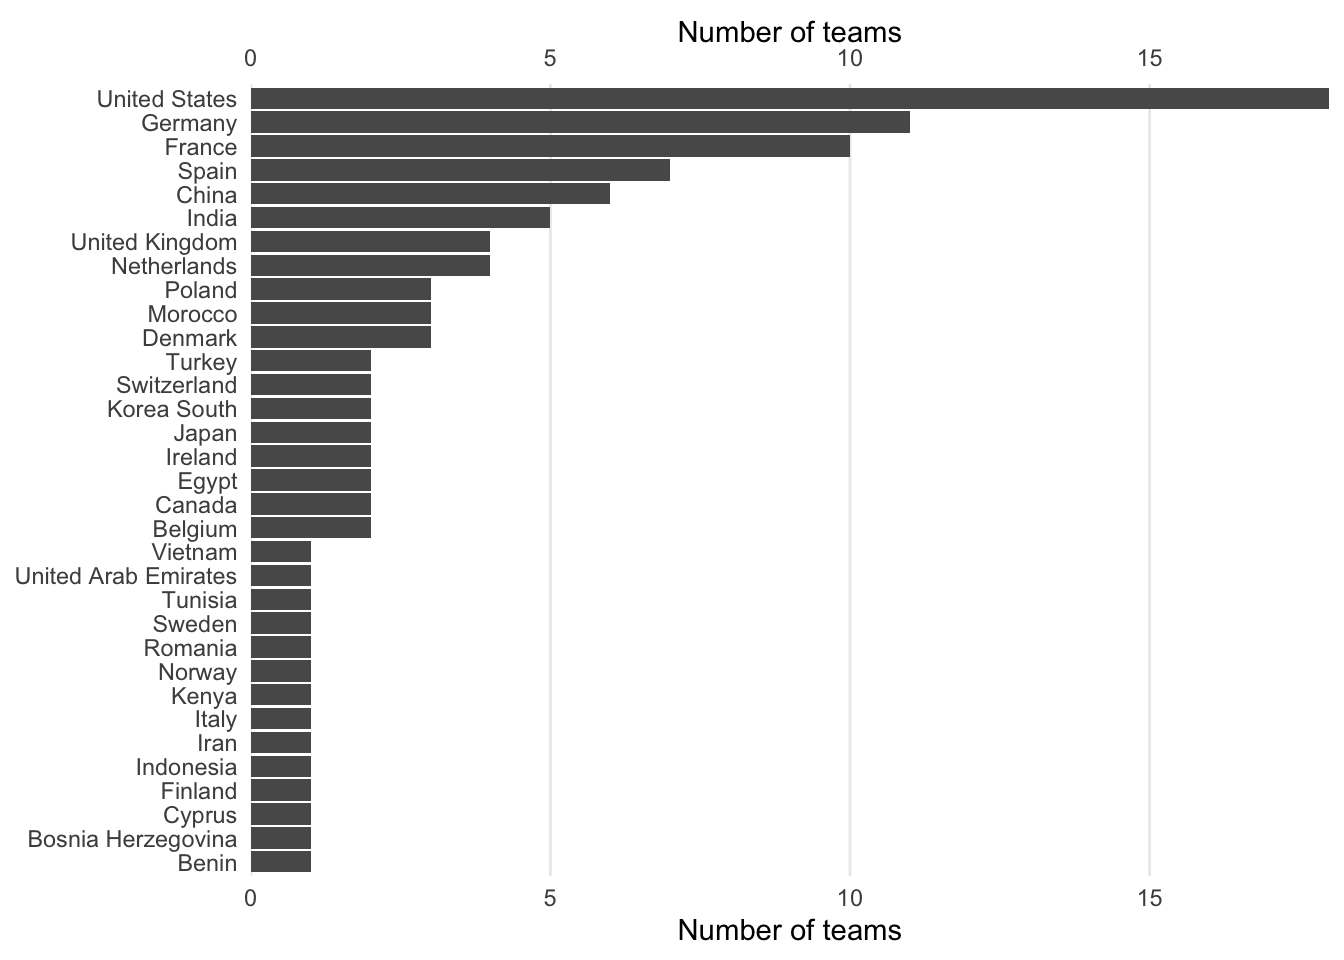 Number of teams
0 5 10 15
United States
Germany
France
Spain
China
India
United Kingdom
Netherlands
Poland
Morocco
Denmark
Turkey
Switzerland
Korea South
Japan
Ireland
Egypt
Canada
Belgium
Vietnam
United Arab Emirates
Tunisia
Sweden
Romania
Norway
Kenya
Italy
Iran
Indonesia
Finland
Cyprus
Bosnia Herzegovina
Benin
0 5 10 15
Number of teams